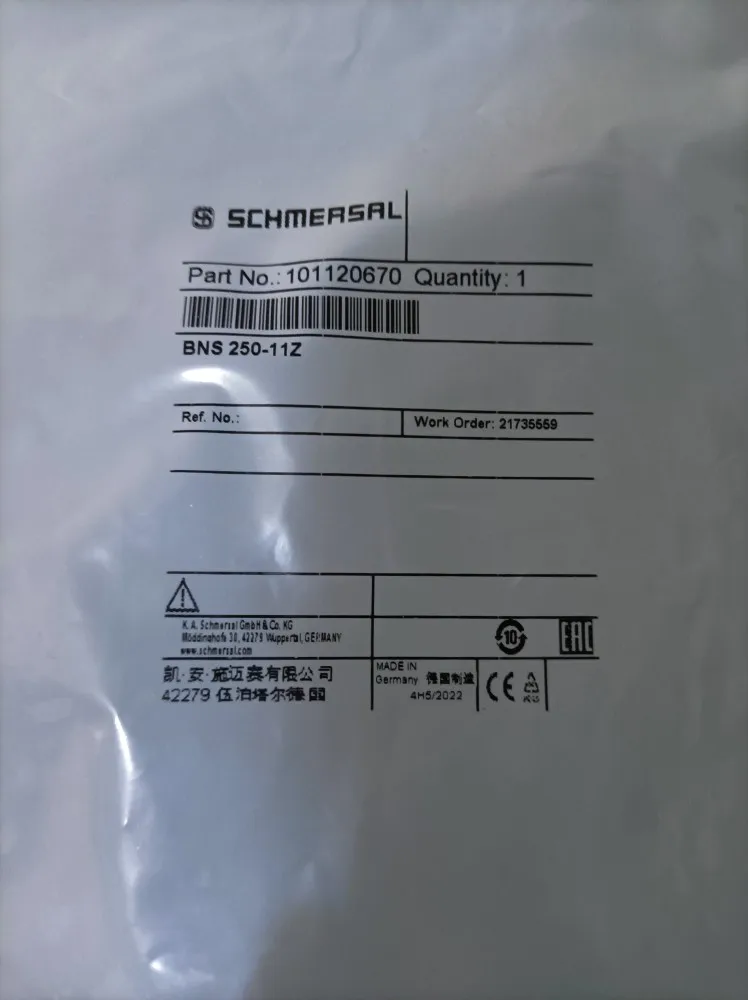 SCHMERSAL
Part No.: 101120670 Quantity: 1
BNS 250-11Z
Ref. No.:
Work Order: 21735559
K. A. Schmersal GmbH & Co. KG
Möddinghofe 30, 42279 Wuppertal, GERMANY
www.schmersal.com
10
EAC
凯·安·施迈赛有限公司
42279 伍泊塔尔德国
MADE IN
Germany 德国制造
4H5/2022
CE